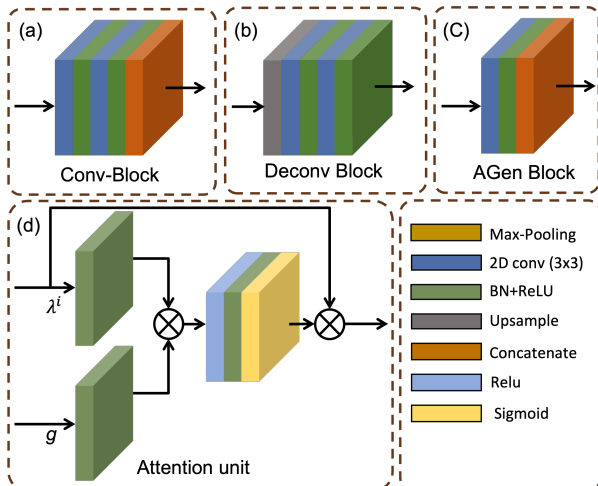 (a)
Conv-Block
(b)
Deconv Block
(C)
AGen Block
(d)
λⁱ
g
Attention unit
Max-Pooling
2D conv (3x3)
BN+ReLU
Upsample
Concatenate
Relu
Sigmoid